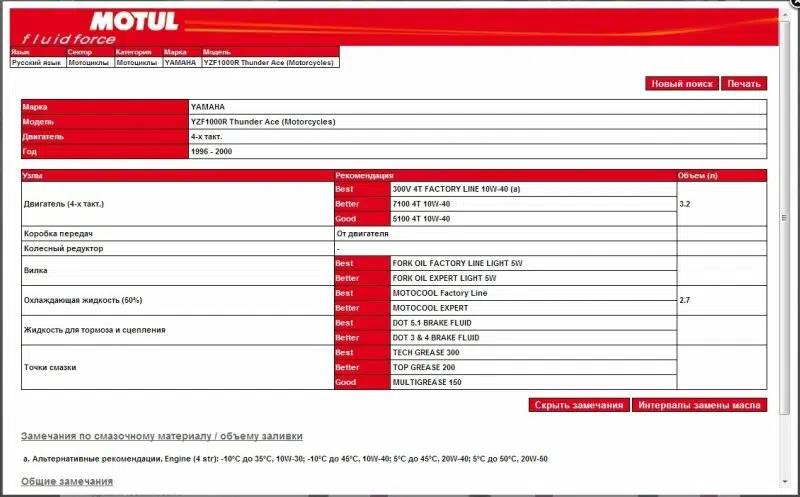 MOTUL
fluidforce
Язык Сектор Категория Марка Модель
Русский язык Мотоциклы Мотоциклы YAMAHA YZF1000R Thunder Ace (Motorcycles)
Новый поиск Печать
Марка YAMAHA
Модель YZF1000R Thunder Ace (Motorcycles)
Двигатель 4-х такт.
Год 1996 - 2000
Узлы Рекомендация Объем (л)
Двигатель (4-х такт.) Best 300V 4T FACTORY LINE 10W-40 (a) 3.2
Better 7100 4T 10W-40
Good 5100 4T 10W-40
Коробка передач От двигателя
Колесный редуктор -
Вилка Best FORK OIL FACTORY LINE LIGHT 5W
Better FORK OIL EXPERT LIGHT 5W
Охлаждающая жидкость (50%) Best MOTOCOOL Factory Line 2.7
Better MOTOCOOL EXPERT
Жидкость для тормоза и сцепления Best DOT 5.1 BRAKE FLUID
Better DOT 3 & 4 BRAKE FLUID
Точки смазки Best TECH GREASE 300
Better TOP GREASE 200
Good MULTIGREASE 150
Скрыть замечания Интервалы замены масла
Замечания по смазочному материалу / объему заливки
a. Альтернативные рекомендации, Engine (4 str): -10°C до 35°C, 10W-30; -10°C до 45°C, 10W-40; 5°C до 45°C, 20W-40; 5°C до 50°C, 20W-50
Общие замечания